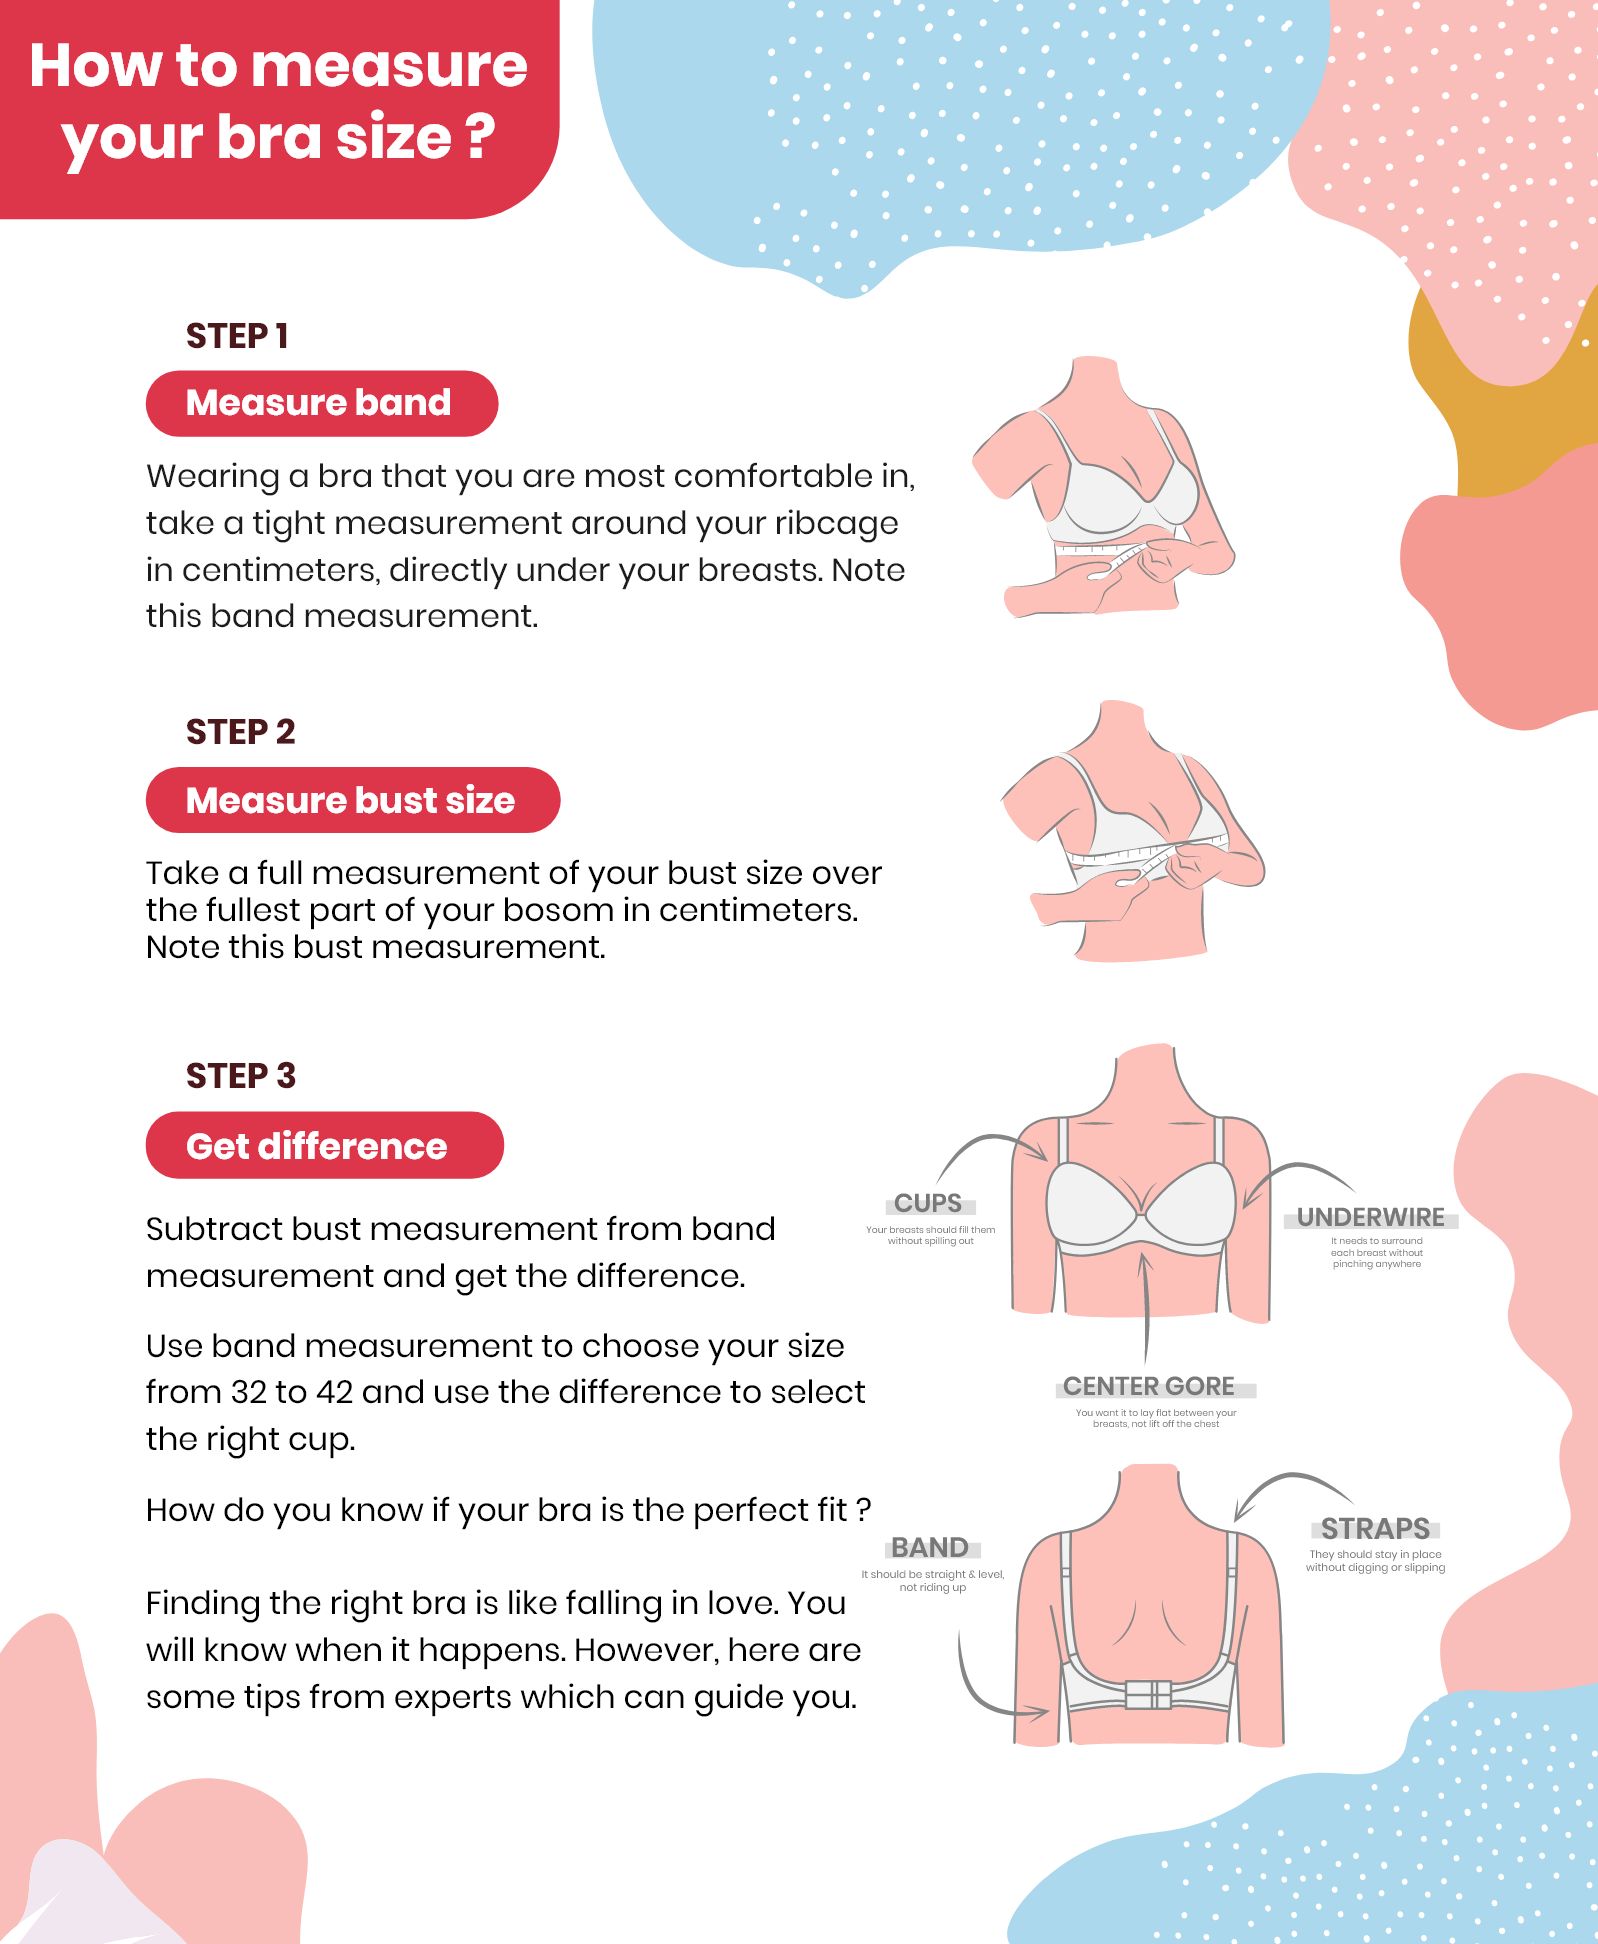 How to measure
your bra size ?
STEP 1
Measure band
Wearing a bra that you are most comfortable in,
take a tight measurement around your ribcage
in centimeters, directly under your breasts. Note
this band measurement.
STEP 2
Measure bust size
Take a full measurement of your bust size over
the fullest part of your bosom in centimeters.
Note this bust measurement.
STEP 3
Get difference
Subtract bust measurement from band
measurement and get the difference.
Use band measurement to choose your size
from 32 to 42 and use the difference to select
the right cup.
How do you know if your bra is the perfect fit ?
Finding the right bra is like falling in love. You
will know when it happens. However, here are
some tips from experts which can guide you.
CUPS
Your breasts should fill them
without spilling out
UNDERWIRE
It needs to surround
each breast without
pinching anywhere
CENTER GORE
You want it to lay flat between your
breasts, not lift off the chest
BAND
It should be straight & level,
not riding up
STRAPS
They should stay in place
without digging or slipping